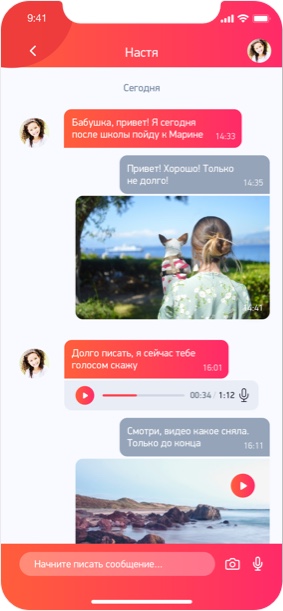 9:41
Настя
Сегодня
Бабушка, привет! Я сегодня
после школы пойду к Марине
14:33
Привет! Хорошо! Только
не долго!
14:35
14:41
Долго писать, я сейчас тебе
голосом скажу
16:01
00:34 / 1:12
Смотри, видео какое сняла.
Только до конца
16:11
Начните писать сообщение...